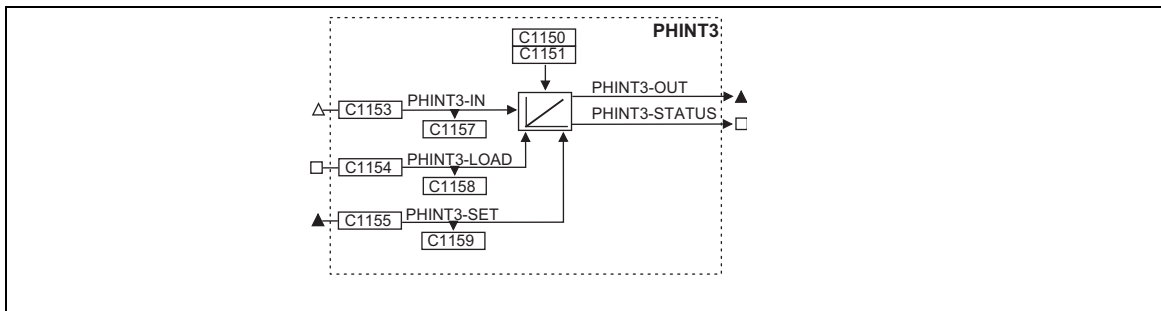 PHINT3
C1150
C1151
PHINT3-OUT
PHINT3-IN
C1153
PHINT3-STATUS
C1157
PHINT3-LOAD
C1154
C1158
PHINT3-SET
C1155
C1159